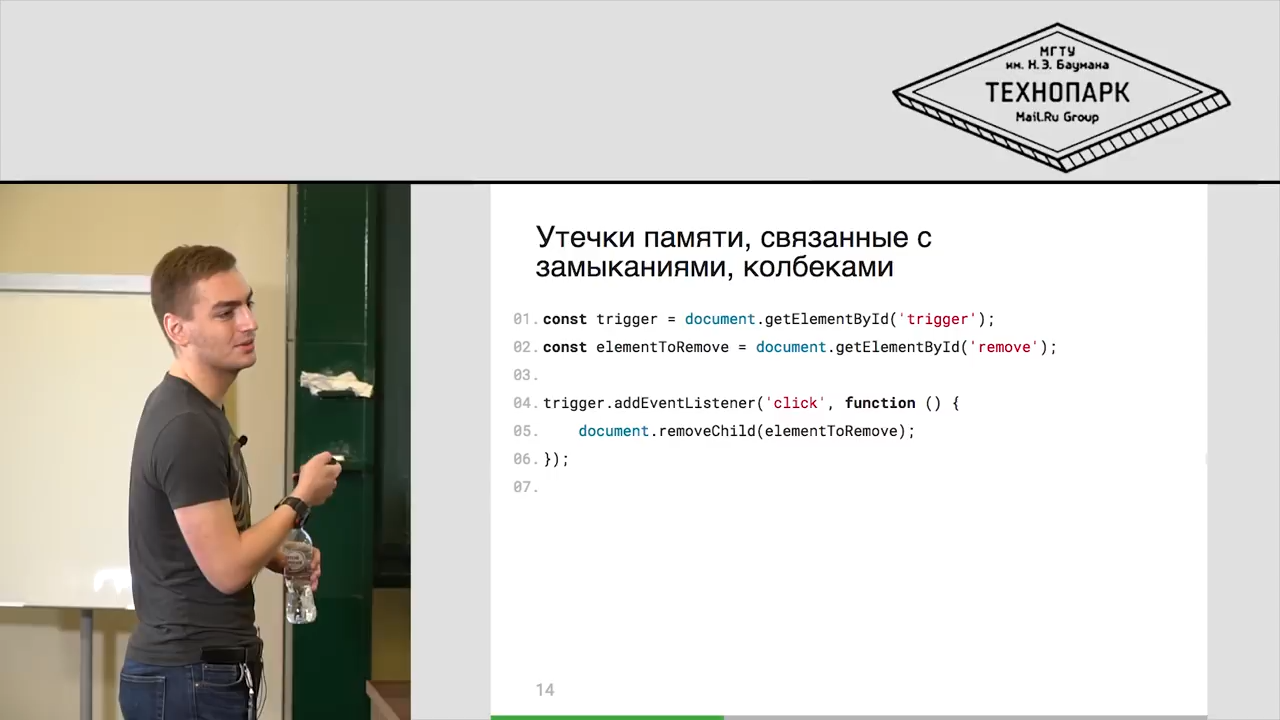 МГТУ
им. Н.Э. Баумана
ТЕХНОПАРК
Mail.Ru Group
Утечки памяти, связанные с
замыканиями, колбеками
01. const trigger = document.getElementById('trigger');
02. const elementToRemove = document.getElementById('remove');
03.
04. trigger.addEventListener('click', function () {
05. document.removeChild(elementToRemove);
06. });
07.
14